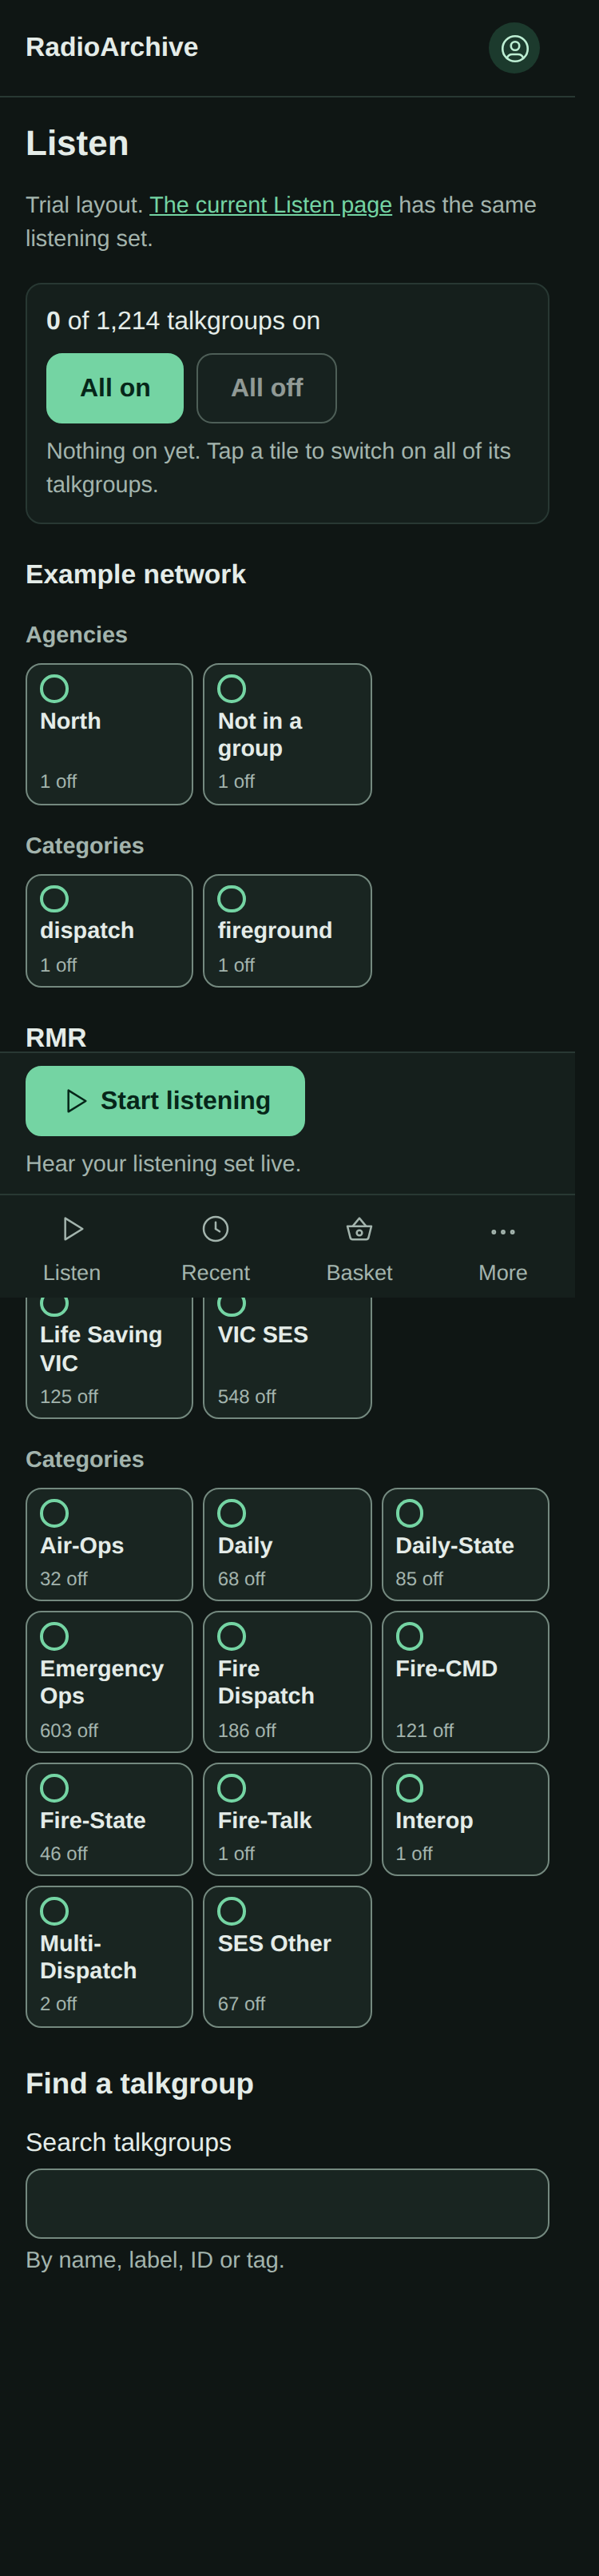 RadioArchive
Listen
Trial layout. The current Listen page has the same
listening set.
0 of 1,214 talkgroups on
All on
All off
Nothing on yet. Tap a tile to switch on all of its
talkgroups.
Example network
Agencies
North
1 off
Not in a
group
1 off
Categories
dispatch
1 off
fireground
1 off
RMR
Start listening
Hear your listening set live.
Listen
Recent
Basket
More
Life Saving
VIC
125 off
VIC SES
548 off
Categories
Air-Ops
32 off
Daily
68 off
Daily-State
85 off
Emergency
Ops
603 off
Fire
Dispatch
186 off
Fire-CMD
121 off
Fire-State
46 off
Fire-Talk
1 off
Interop
1 off
Multi-
Dispatch
2 off
SES Other
67 off
Find a talkgroup
Search talkgroups
By name, label, ID or tag.